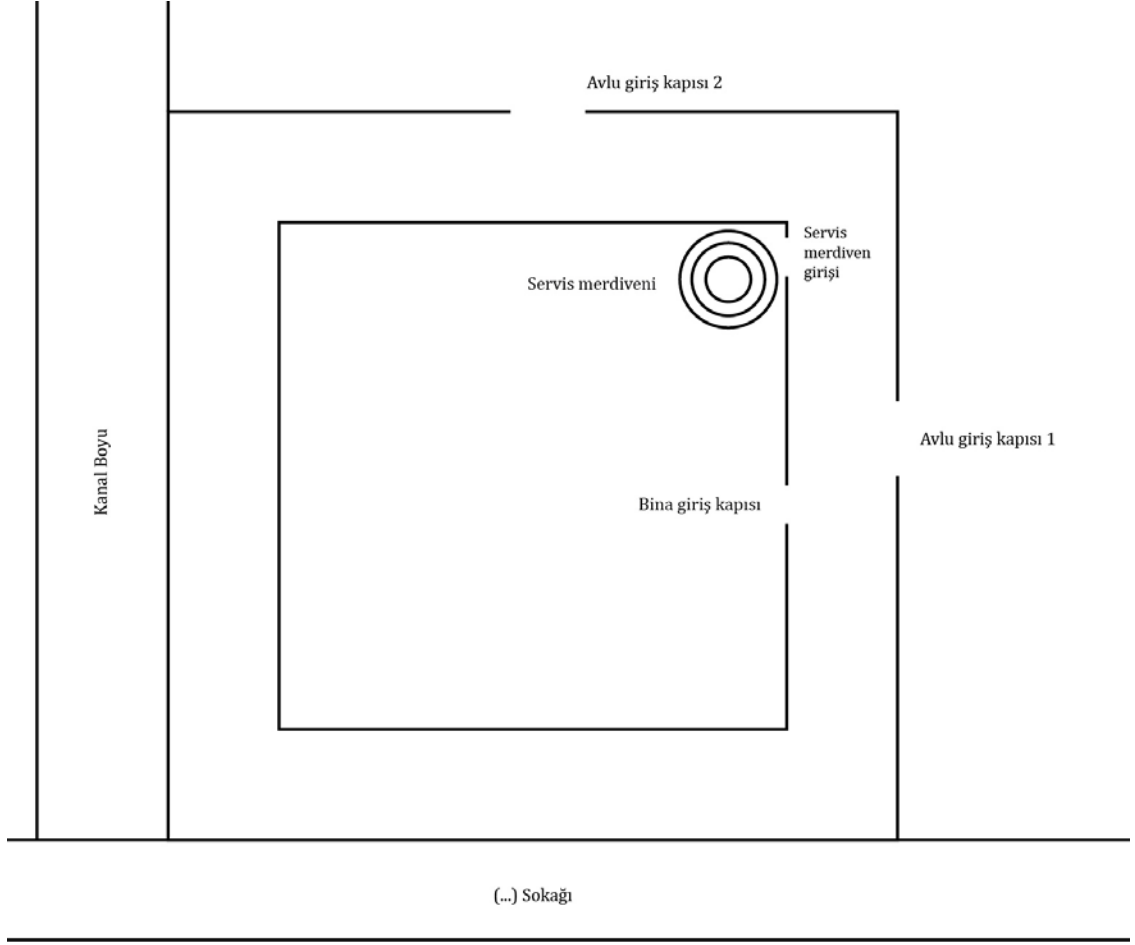 Avlu giriş kapısı 2
Servis
merdiven
girişi
Servis merdiveni
Avlu giriş kapısı 1
Kanal Boyu
Bina giriş kapısı
(...) Sokağı